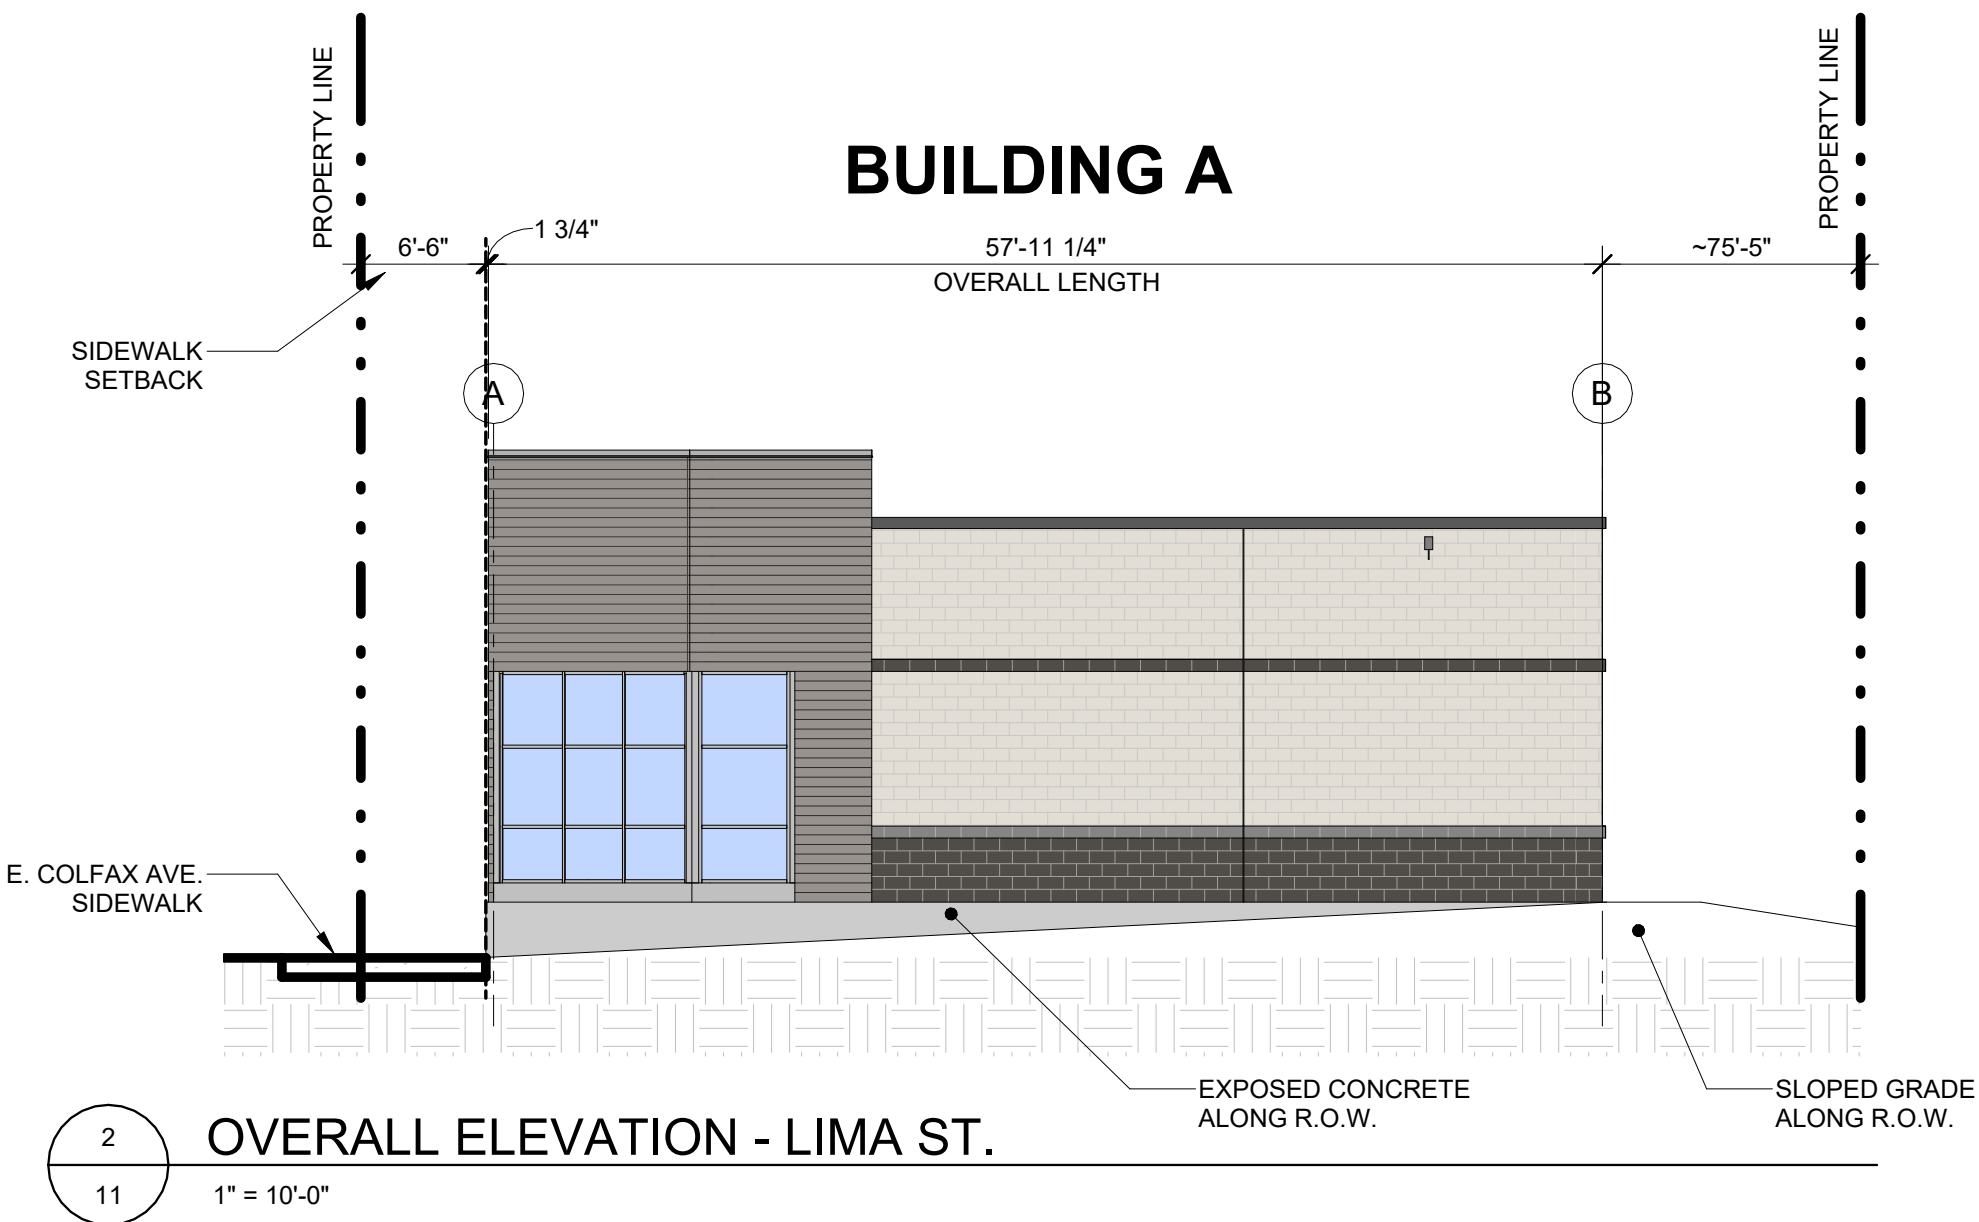 PROPERTY LINE
PROPERTY LINE
BUILDING A
6'-6"
1 3/4"
57'-11 1/4"
OVERALL LENGTH
~75'-5"
SIDEWALK
SETBACK
A
B
E. COLFAX AVE.
SIDEWALK
EXPOSED CONCRETE
ALONG R.O.W.
SLOPED GRADE
ALONG R.O.W.
2
OVERALL ELEVATION - LIMA ST.
11
1" = 10'-0"